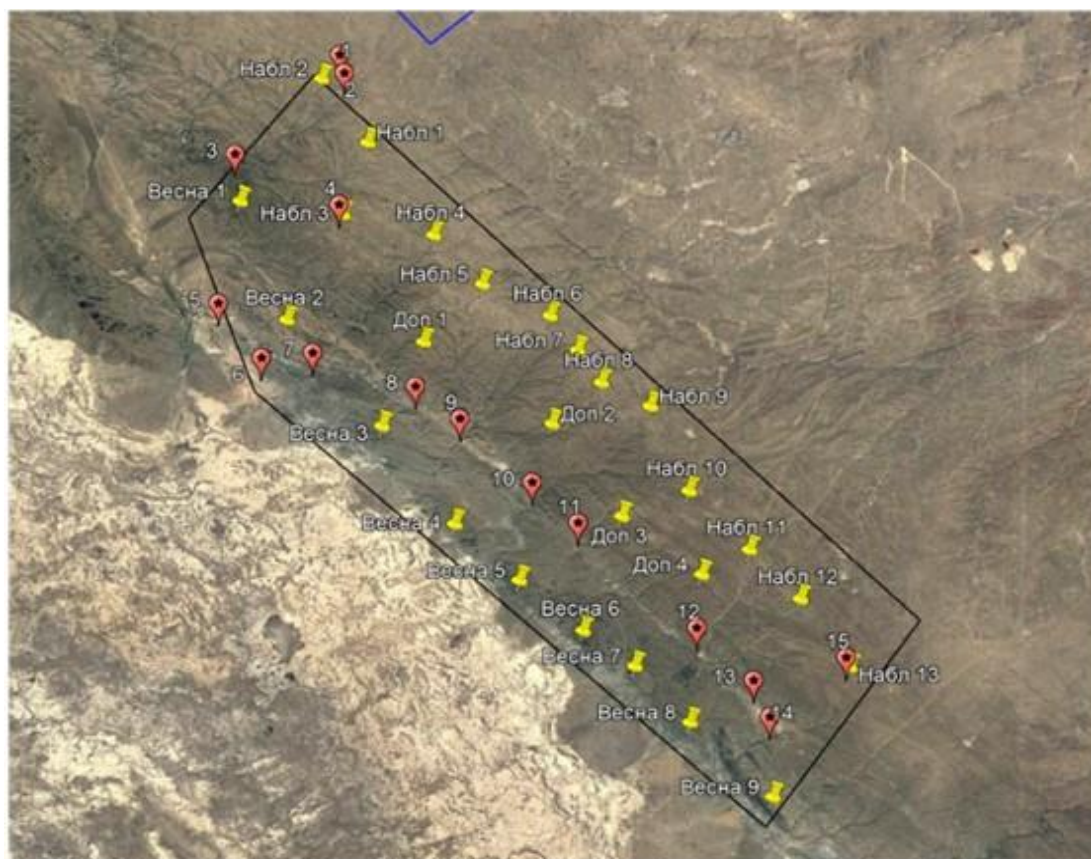 1
Набл 2
2
Набл 1
3
Весна 1
4
Набл 3
Набл 4
Набл 5
15
Весна 2
Набл 6
Доп 1
Набл 7
6
7
Набл 8
8
Набл 9
9
Доп 2
Весна 3
10
Набл 10
11
Весна 4
Доп 3
Набл 11
Весна 5
Доп 4
Набл 12
Весна 6
12
Весна 7
15
Набл 13
13
Весна 8
14
Весна 9